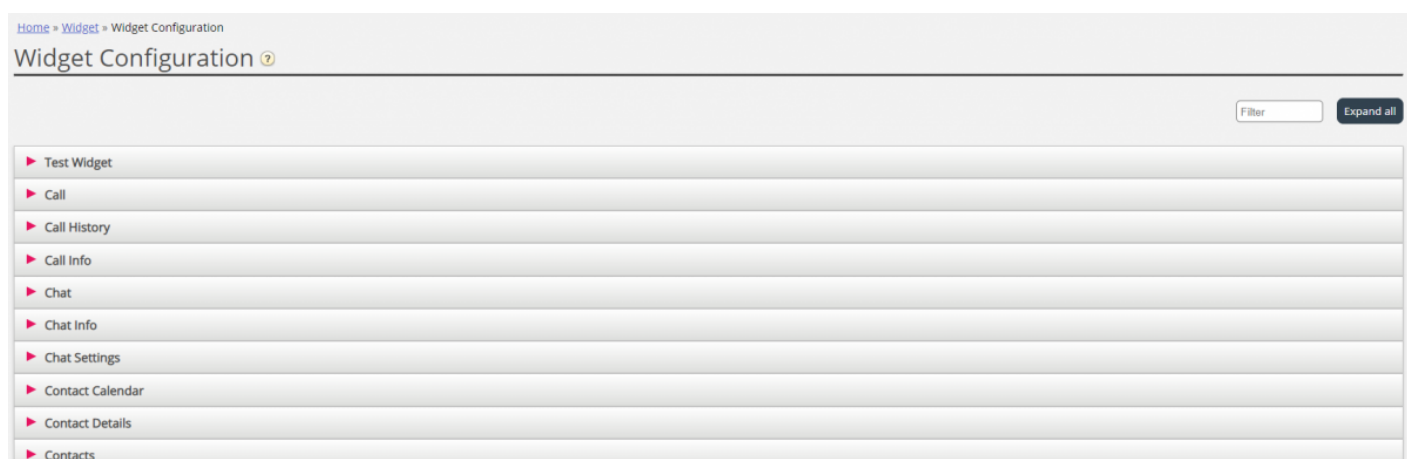 Home » Widget » Widget Configuration
Widget Configuration ?
Filter
Expand all
Test Widget
Call
Call History
Call Info
Chat
Chat Info
Chat Settings
Contact Calendar
Contact Details
Contacts